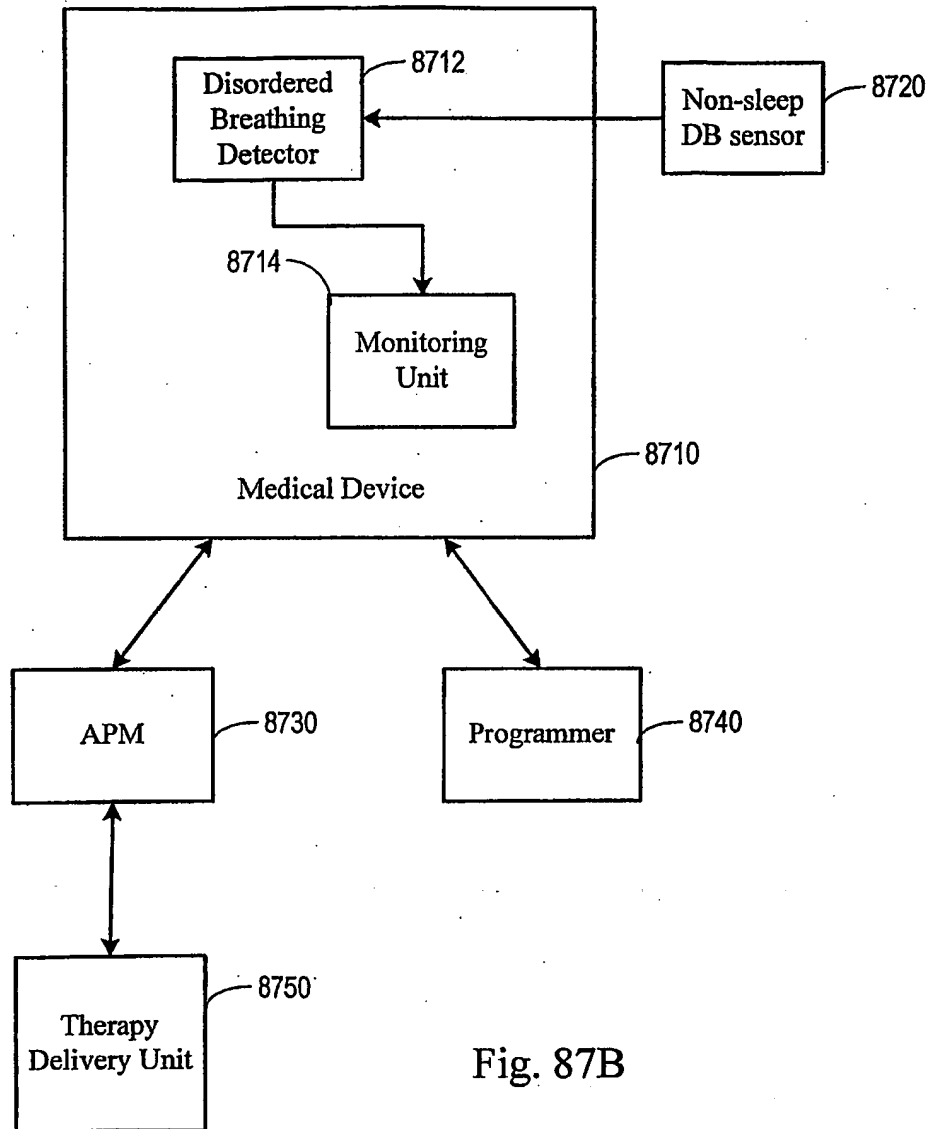 Disordered
Breathing
Detector
8712
Non-sleep
DB sensor
8720
8714
Monitoring
Unit
8710
Medical Device
APM
8730
Programmer
8740
Therapy
Delivery Unit
8750
Fig. 87B